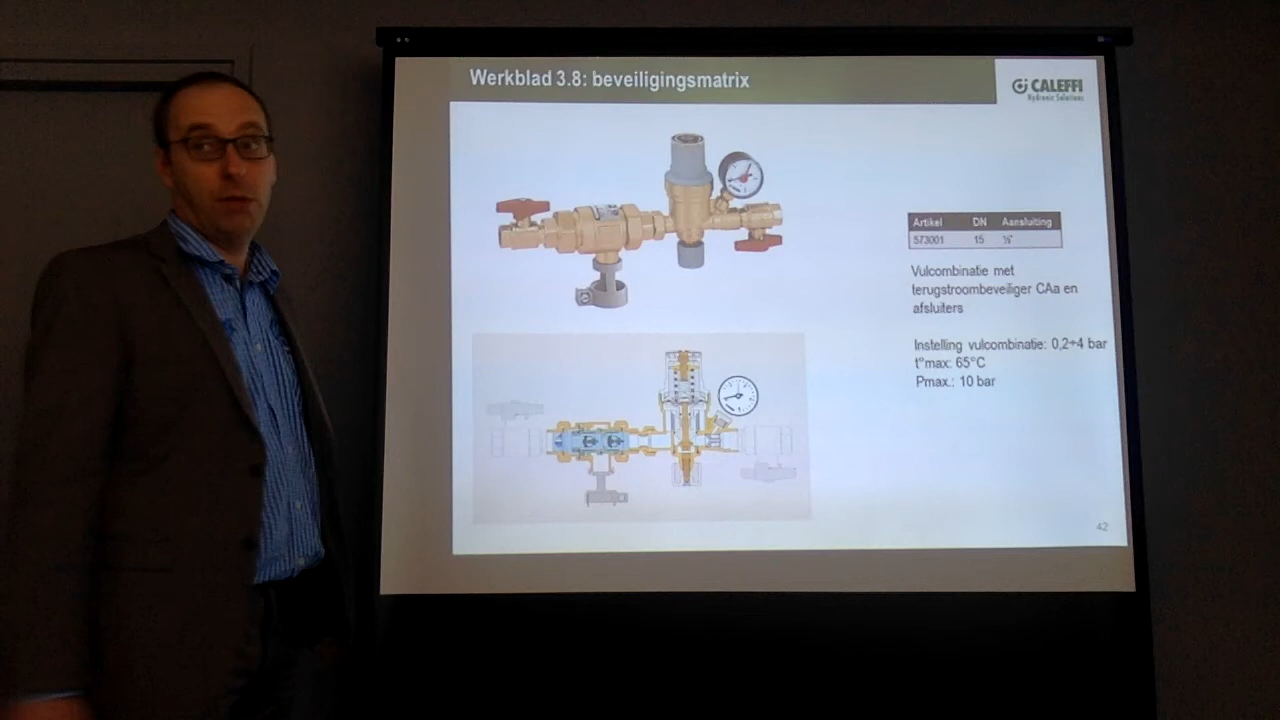 Werkblad 3.8: beveiligingsmatrix
CALEFFI
Hydronic Solutions
Artikel DN Aansluiting
573001 15 ½"
Vulcombinatie met
terugstroombeveiliger CAa en
afsluiters
Instelling vulcombinatie: 0,2÷4 bar
t°max: 65°C
Pmax.: 10 bar
42